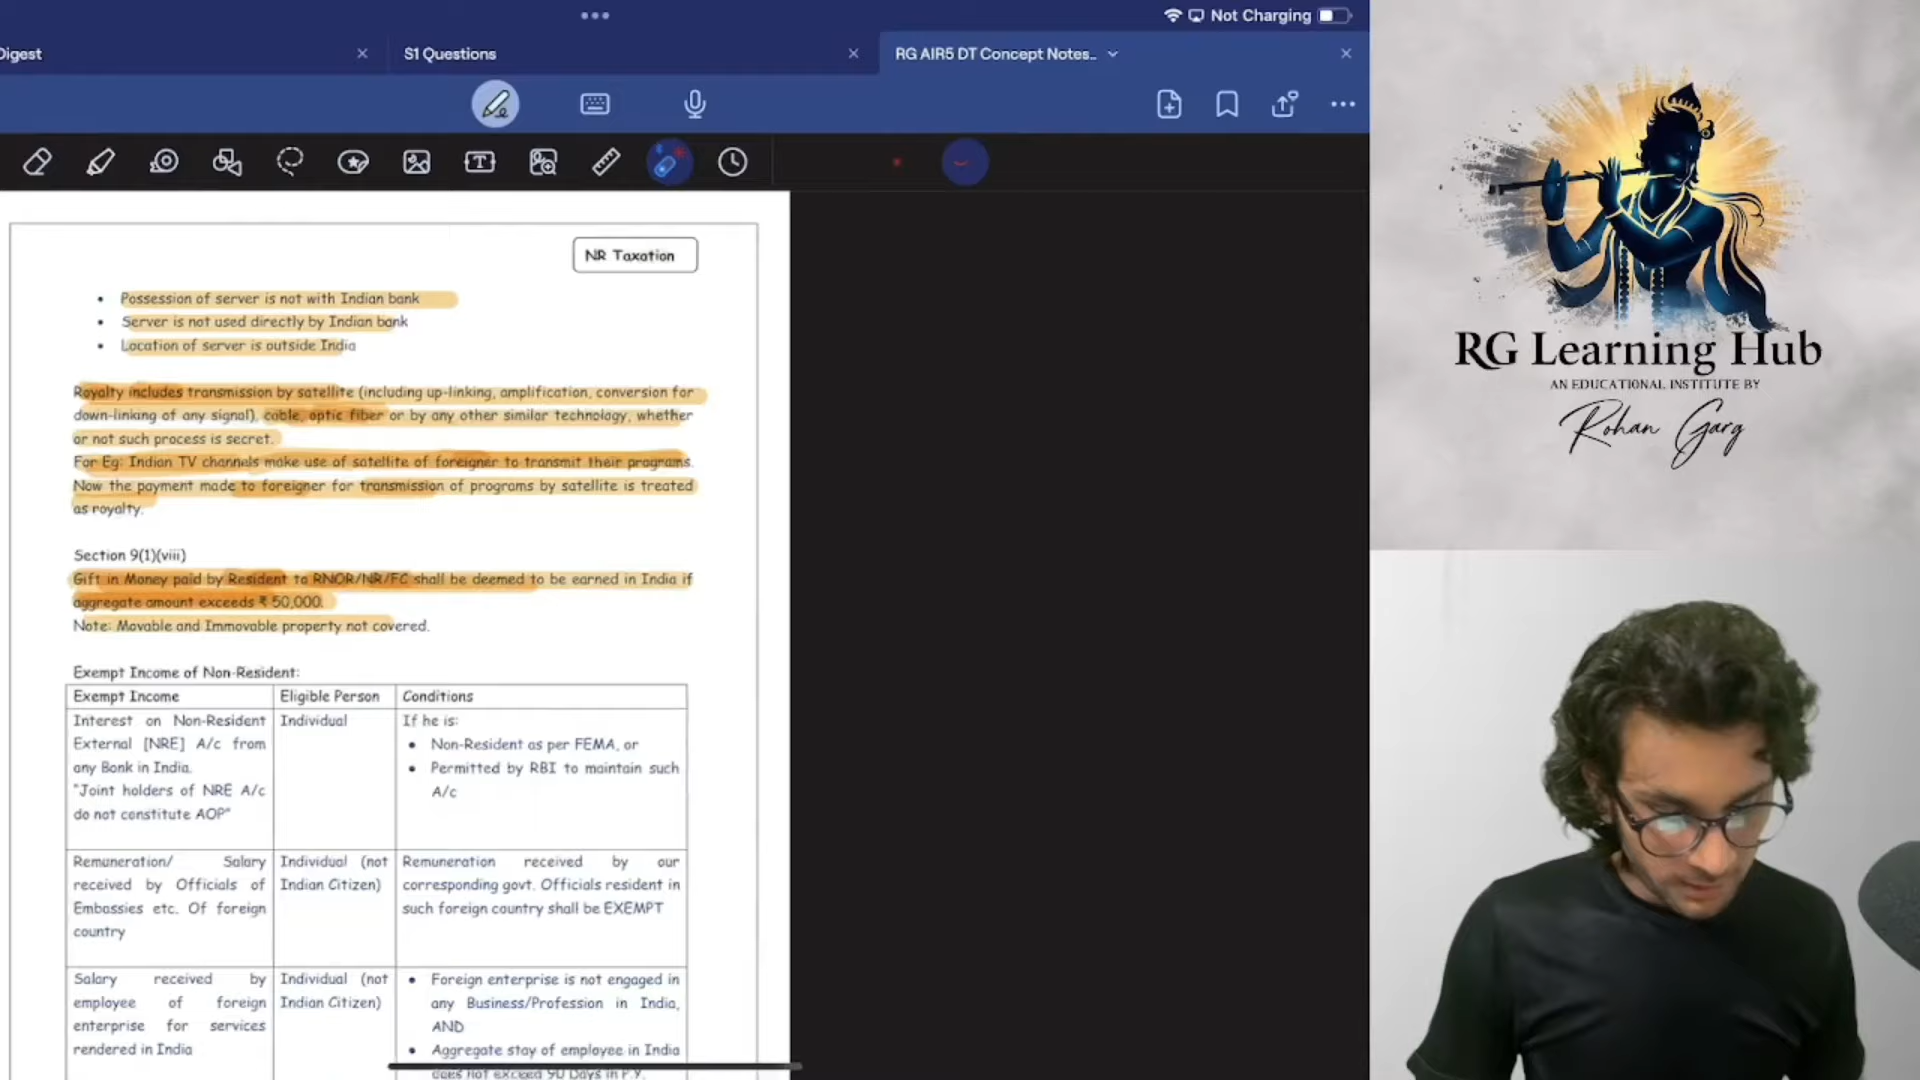 Not Charging
Digest
S1 Questions
RG AIR5 DT Concept Notes_
NR Taxation
• Possession of server is not with Indian bank
• Server is not used directly by Indian bank
• Location of server is outside India
Royalty includes transmission by satellite (including up-linking, amplification, conversion for
down-linking of any signal), cable, optic fiber or by any other similar technology, whether
or not such process is secret.
For Eg: Indian TV channels make use of satellite of foreigner to transmit their programs.
Now the payment made to foreigner for transmission of programs by satellite is treated
as royalty.
Section 9(1)(viii)
Gift in Money paid by Resident to RNOR/NR/FC shall be deemed to be earned in India if
aggregate amount exceeds ₹ 50,000.
Note: Movable and Immovable property not covered.
Exempt Income of Non-Resident:
Exempt Income Eligible Person Conditions
Interest on Non-Resident Individual If he is:
External [NRE] A/c from • Non-Resident as per FEMA, or
any Bank in India. • Permitted by RBI to maintain such
"Joint holders of NRE A/c A/c
do not constitute AOP"
Remuneration/ Salary Individual (not Remuneration received by our
received by Officials of Indian Citizen) corresponding govt. Officials resident in
Embassies etc. Of foreign such foreign country shall be EXEMPT
country
Salary received by Individual (not • Foreign enterprise is not engaged in
employee of foreign Indian Citizen) any Business/Profession in India,
enterprise for services AND
rendered in India • Aggregate stay of employee in India
does not exceed 90 Days in P.Y.
RG Learning Hub
AN EDUCATIONAL INSTITUTE BY
Rohan Garg